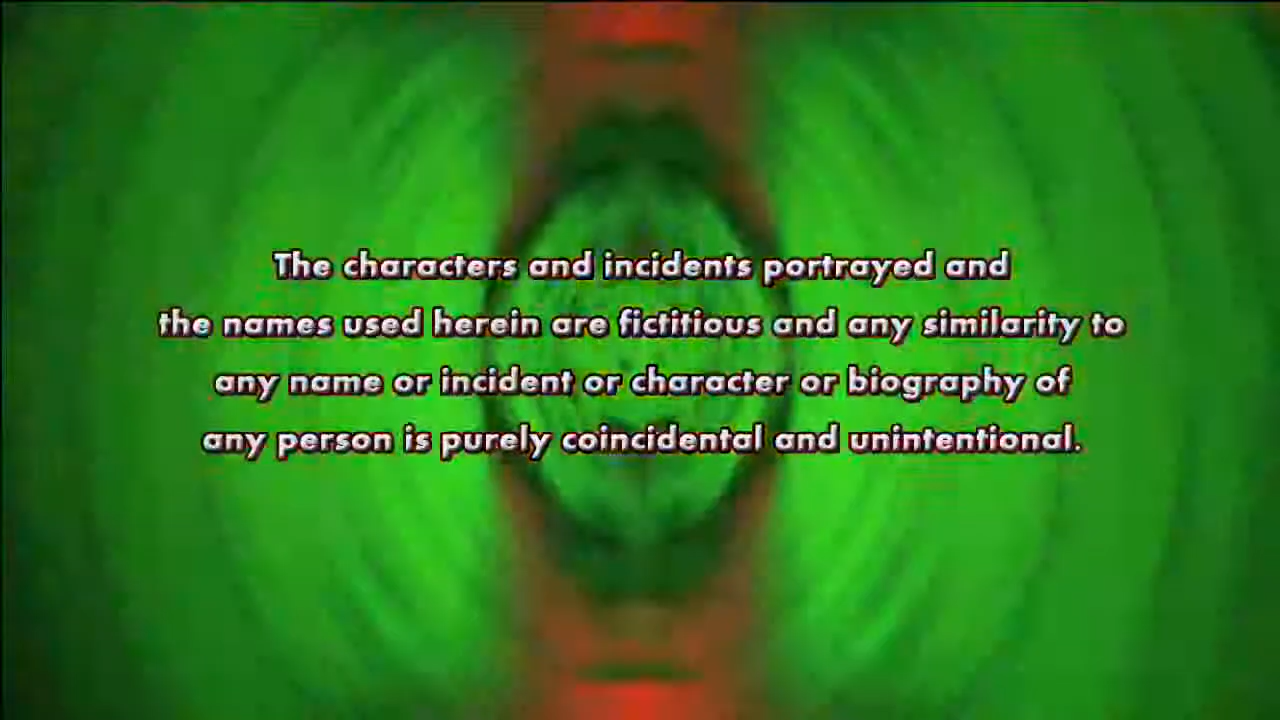 The characters and incidents portrayed and
the names used herein are fictitious and any similarity to
any name or incident or character or biography of
any person is purely coincidental and unintentional.